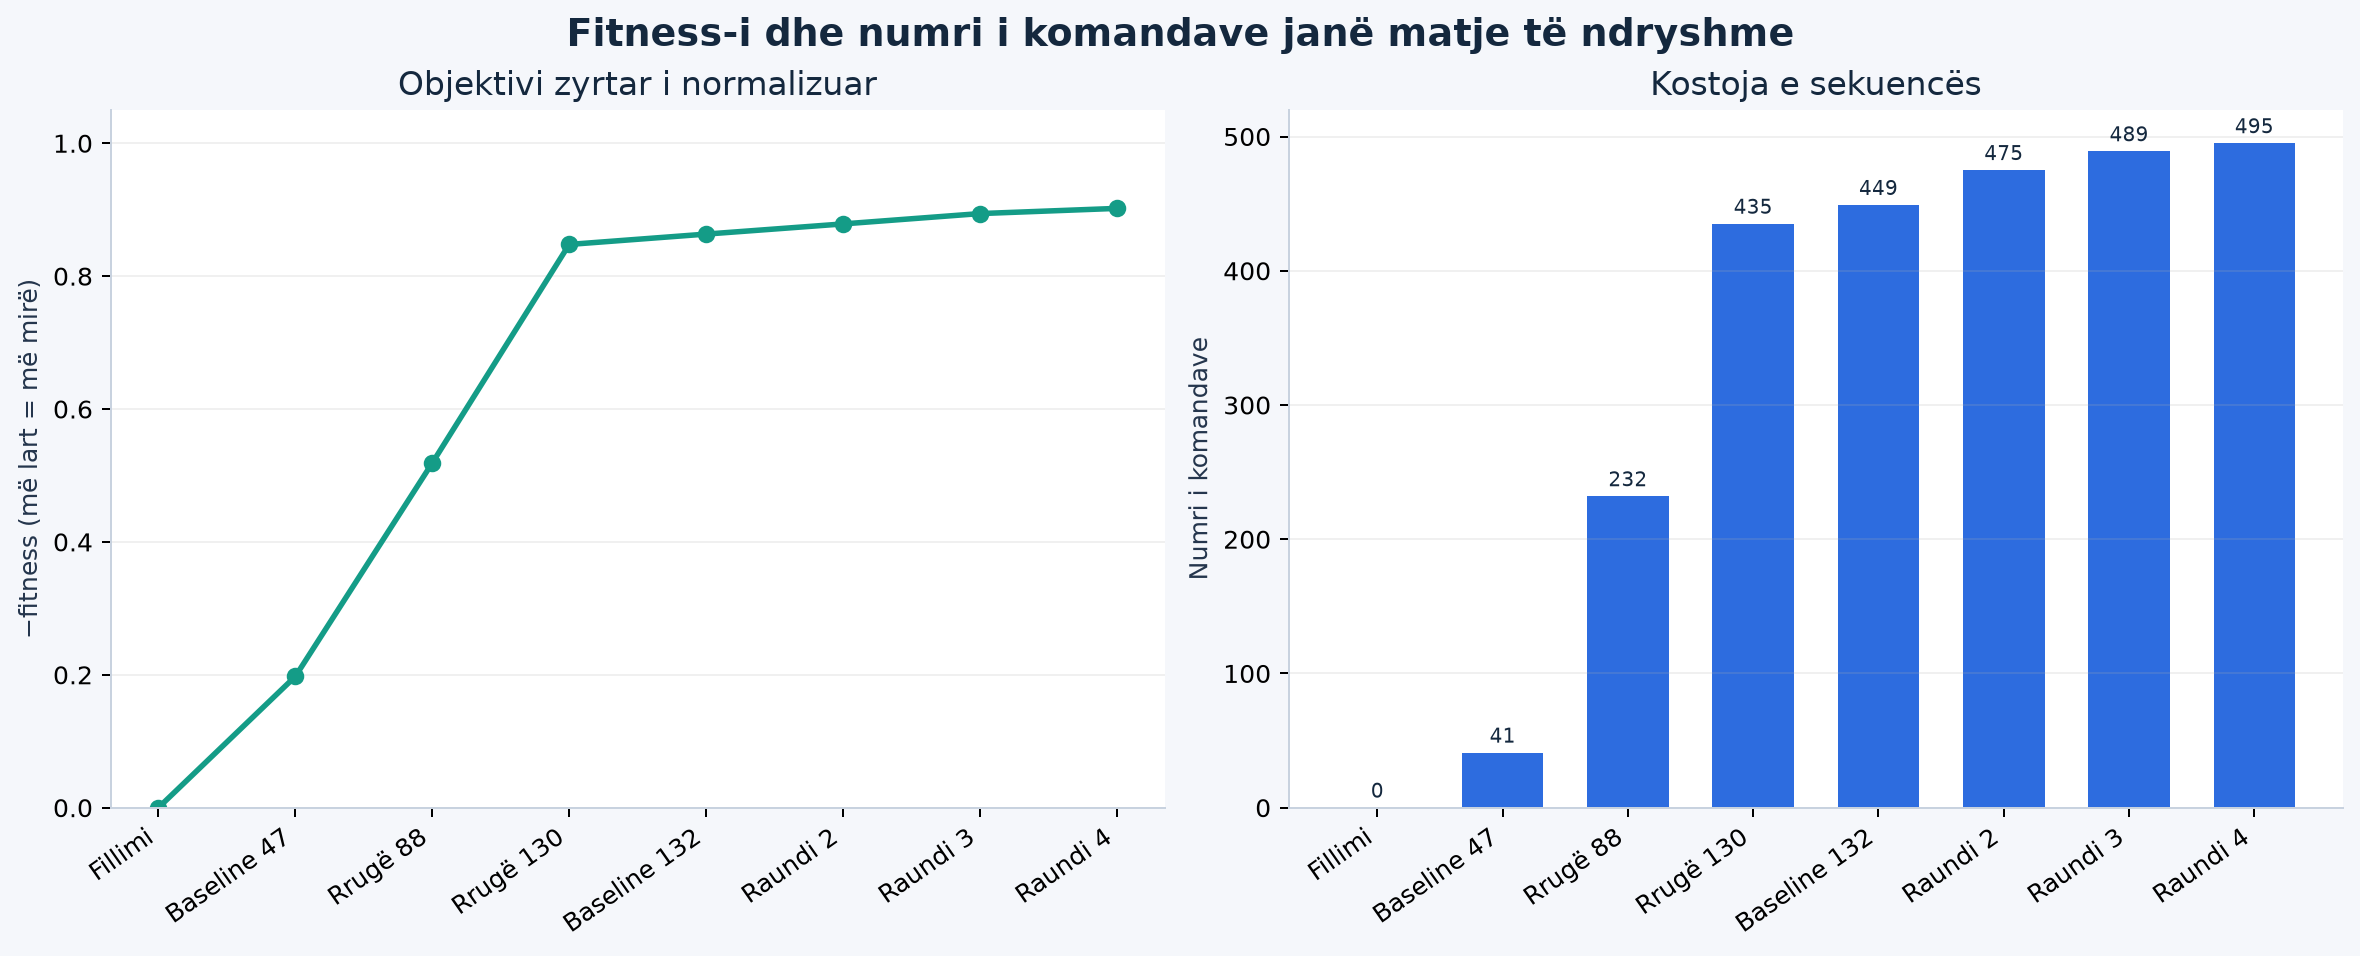 Fitness-i dhe numri i komandave janë matje të ndryshme
Objektivi zyrtar i normalizuar
−fitness (më lart = më mirë)
1.0
0.8
0.6
0.4
0.2
0.0
Fillimi
Baseline 47
Rrugë 88
Rrugë 130
Baseline 132
Raundi 2
Raundi 3
Raundi 4
Kostoja e sekuencës
Numri i komandave
500
400
300
200
100
0
0
41
232
435
449
475
489
495
Fillimi
Baseline 47
Rrugë 88
Rrugë 130
Baseline 132
Raundi 2
Raundi 3
Raundi 4